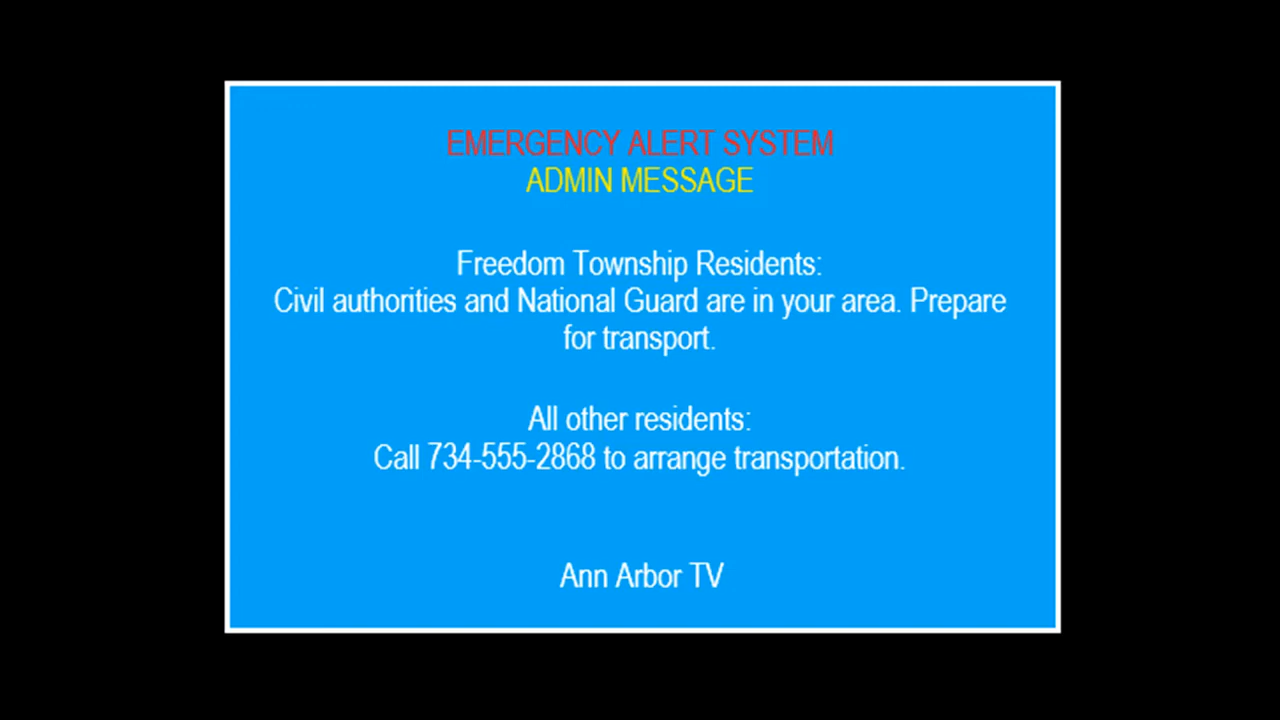 EMERGENCY ALERT SYSTEM
ADMIN MESSAGE
Freedom Township Residents:
Civil authorities and National Guard are in your area. Prepare
for transport.
All other residents:
Call 734-555-2868 to arrange transportation.
Ann Arbor TV